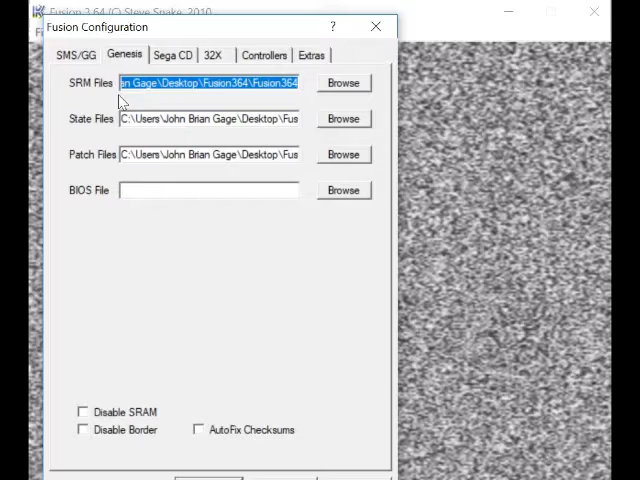 Fusion 3.64 (C) Steve Snake, 2010
Fusion Configuration
?
SMS/GG Genesis Sega CD 32X Controllers Extras
SRM Files an Gage\Desktop\Fusion364\Fusion364 Browse
State Files C:\Users\John Brian Gage\Desktop\Fus Browse
Patch Files C:\Users\John Brian Gage\Desktop\Fus Browse
BIOS File Browse
Disable SRAM
Disable Border AutoFix Checksums